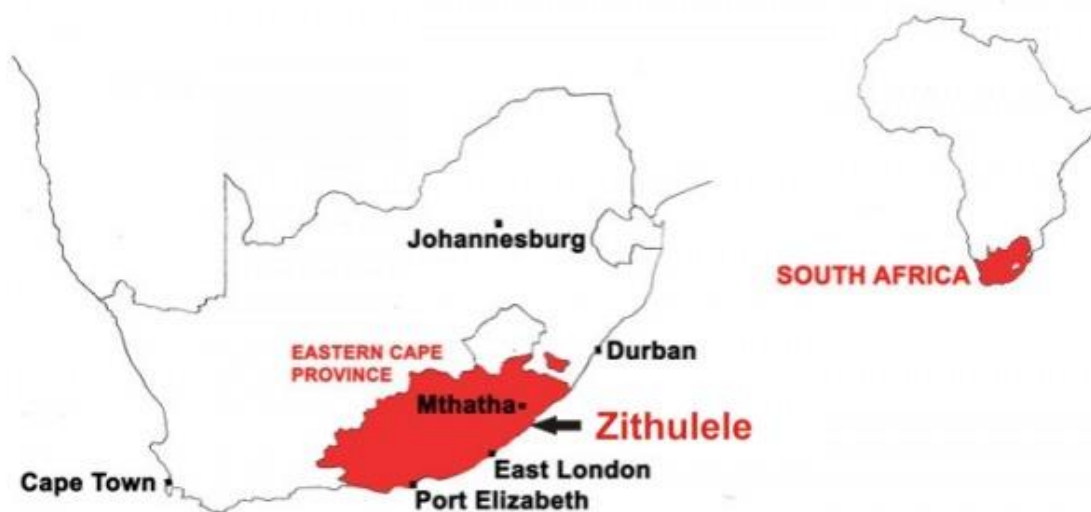 Johannesburg
SOUTH AFRICA
EASTERN CAPE
PROVINCE
Durban
Mthatha
Zithulele
East London
Cape Town
Port Elizabeth